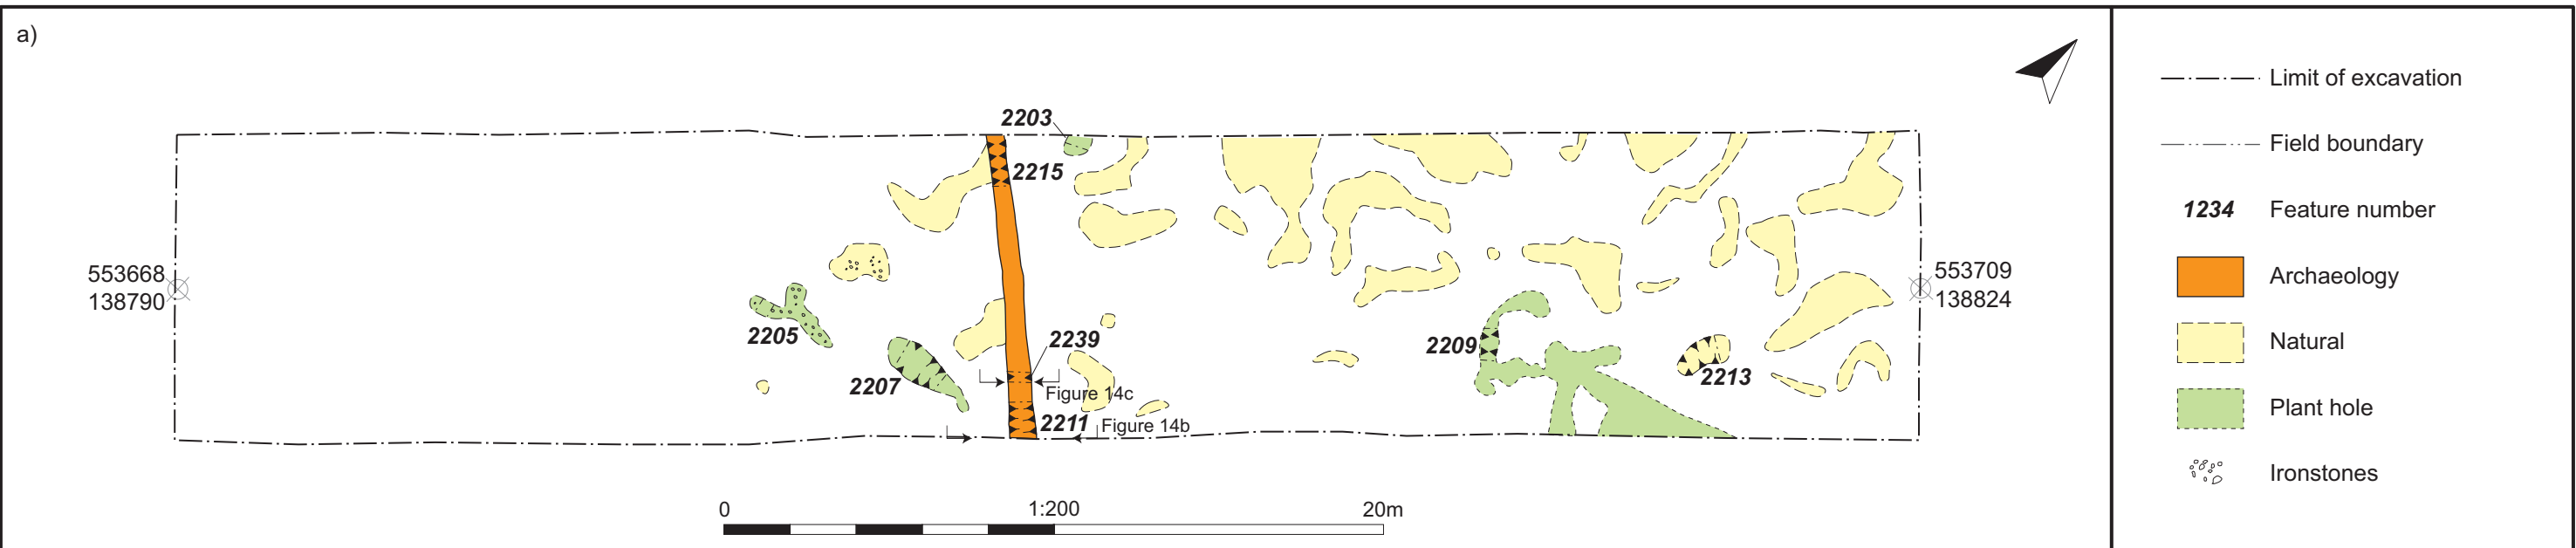 a)
2203
2215
553668
138790
553709
138824
2205
2239
2209
2207
2213
Figure 14c
2211
Figure 14b
0
1:200
20m
Limit of excavation
Field boundary
1234 Feature number
Archaeology
Natural
Plant hole
Ironstones